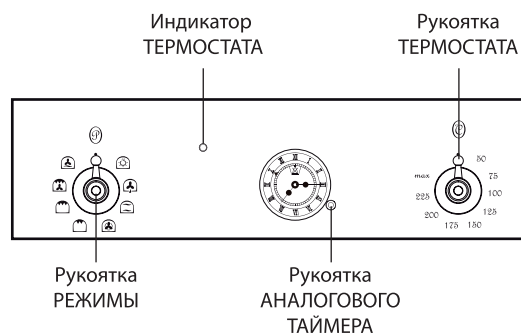 Индикатор
ТЕРМОСТАТА
Рукоятка
ТЕРМОСТАТА
P
C
50
75
100
125
150
175
200
225
max
Рукоятка
РЕЖИМЫ
Рукоятка
АНАЛОГОВОГО
ТАЙМЕРА